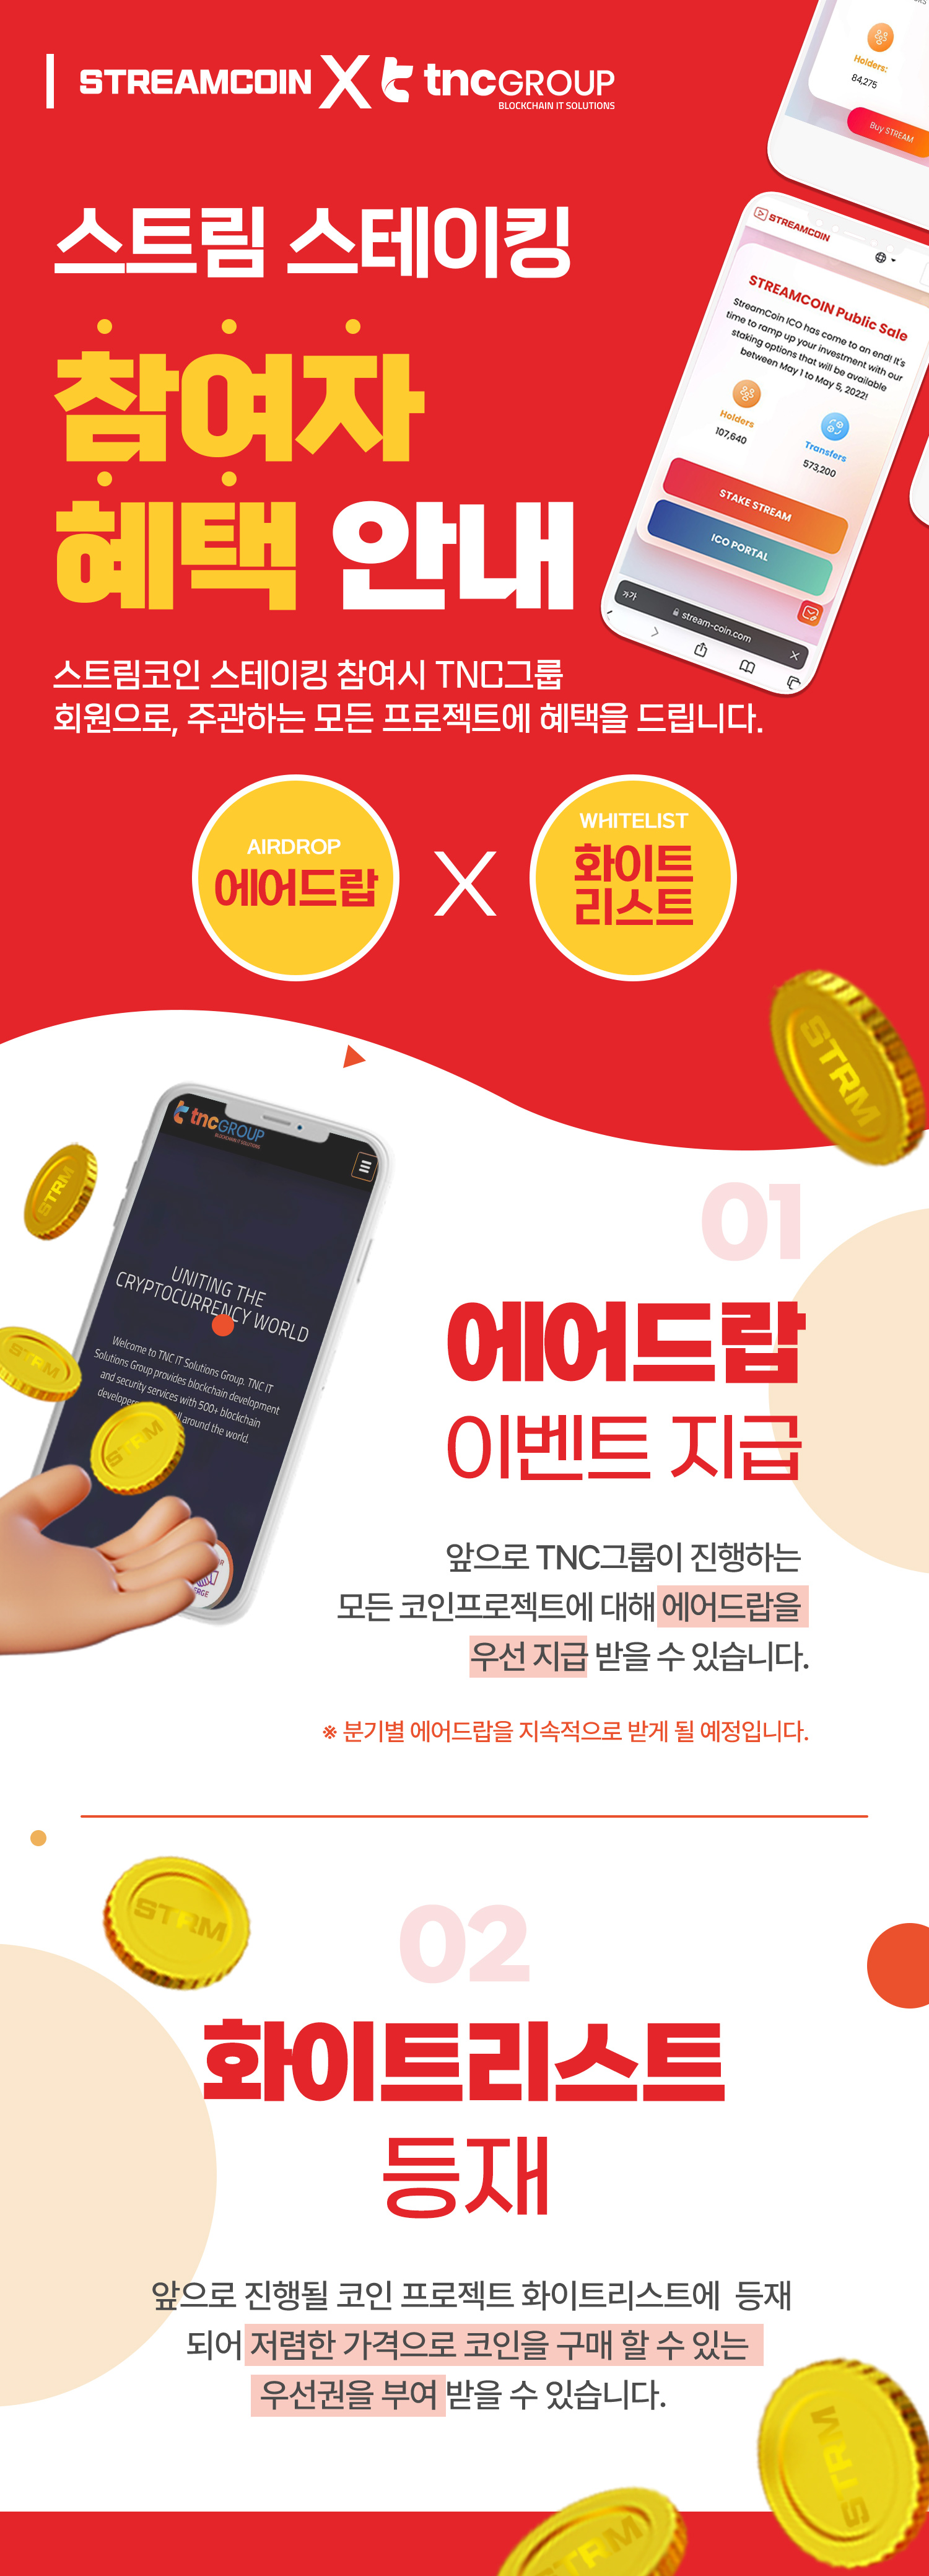 STREAMCOIN X tncGROUP
BLOCKCHAIN IT SOLUTIONS
Holders:
84,275
Buy STREAM
스트림 스테이킹
참여자
혜택 안내
STREAMCOIN
STREAMCOIN Public Sale
StreamCoin ICO has come to an end! It's
time to ramp up your investment with our
staking options that will be available
between May 1 to May 5, 2022!
Holders
107,640
Transfers
573,200
STAKE STREAM
ICO PORTAL
가가
stream-coin.com
스트림코인 스테이킹 참여시 TNC그룹
회원으로, 주관하는 모든 프로젝트에 혜택을 드립니다.
AIRDROP
에어드랍
X
WHITELIST
화이트
리스트
STRM
tncGROUP
BLOCKCHAIN IT SOLUTIONS
STRM
UNITING THE
CRYPTOCURRENCY WORLD
Welcome to TNC IT Solutions Group. TNC IT
Solutions Group provides blockchain development
and security services with 500+ blockchain
all around the world.
STRM
STRM
01
에어드랍
이벤트 지급
앞으로 TNC그룹이 진행하는
모든 코인프로젝트에 대해 에어드랍을
우선 지급 받을 수 있습니다.
※ 분기별 에어드랍을 지속적으로 받게 될 예정입니다.
STRM
02
화이트리스트
등재
앞으로 진행될 코인 프로젝트 화이트리스트에 등재
되어 저렴한 가격으로 코인을 구매 할 수 있는
우선권을 부여 받을 수 있습니다.
STRM
STRM